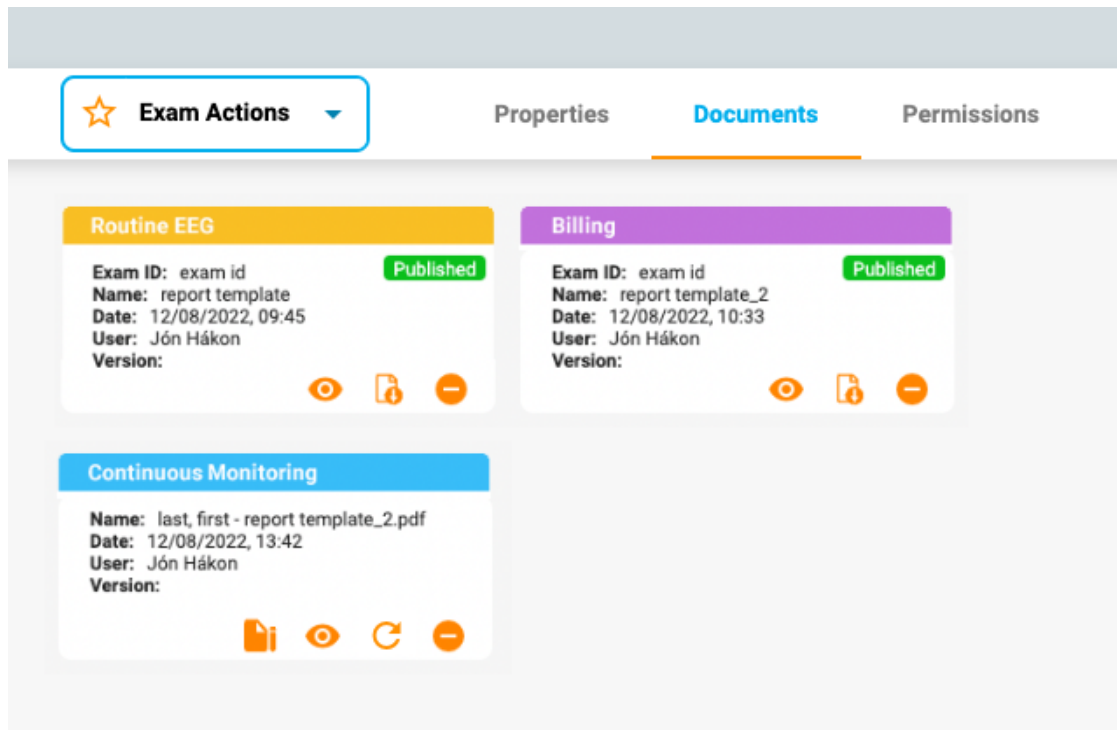 Exam Actions
Properties
Documents
Permissions
Routine EEG
Exam ID: exam id
Published
Name: report template
Date: 12/08/2022, 09:45
User: Jón Hákon
Version:
Billing
Exam ID: exam id
Published
Name: report template_2
Date: 12/08/2022, 10:33
User: Jón Hákon
Version:
Continuous Monitoring
Name: last, first - report template_2.pdf
Date: 12/08/2022, 13:42
User: Jón Hákon
Version: